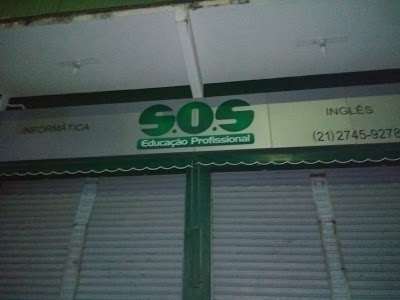 INFORMÁTICA
S.O.S
Educação Profissional
INGLÊS
(21) 2745-9278